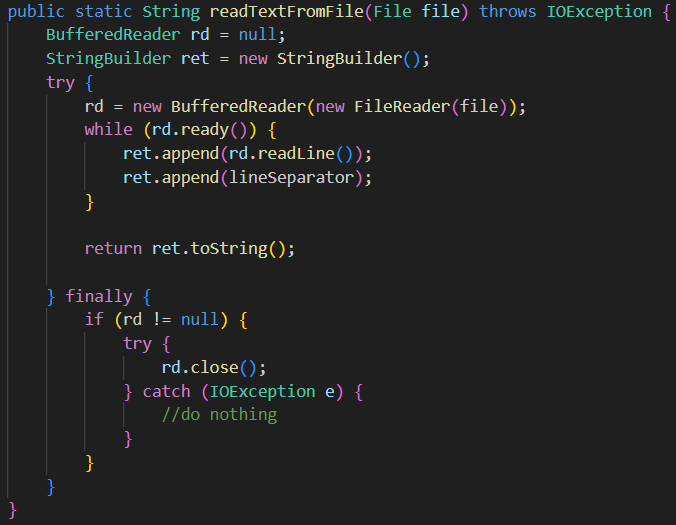 public static String readTextFromFile(File file) throws IOException {
    BufferedReader rd = null;
    StringBuilder ret = new StringBuilder();
    try {
        rd = new BufferedReader(new FileReader(file));
        while (rd.ready()) {
            ret.append(rd.readLine());
            ret.append(lineSeparator);
        }

        return ret.toString();

    } finally {
        if (rd != null) {
            try {
                rd.close();
            } catch (IOException e) {
                //do nothing
            }
        }
    }
}